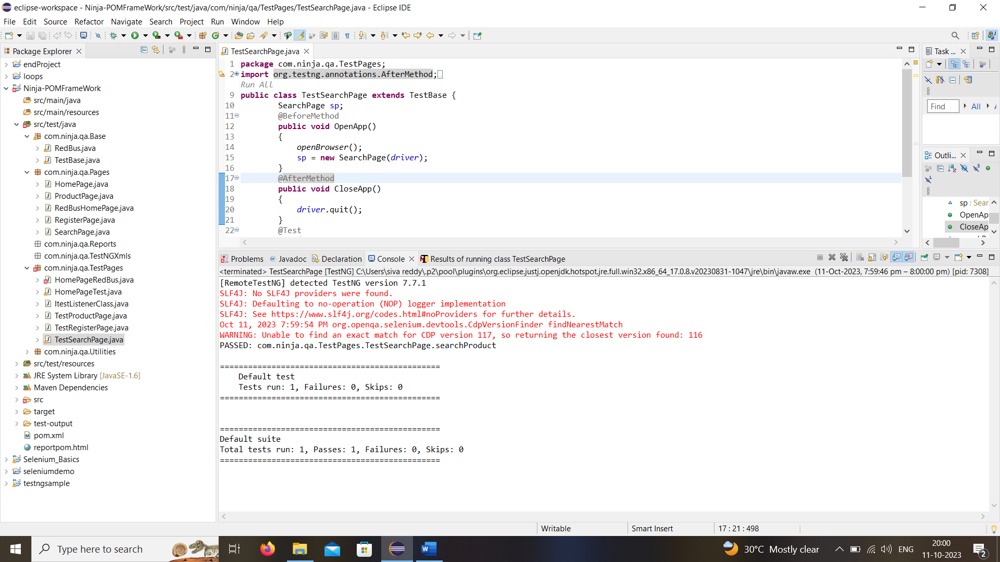 eclipse-workspace - Ninja-POMFrameWork/src/test/java/com/ninja/qa/TestPages/TestSearchPage.java - Eclipse IDE
File Edit Source Refactor Navigate Search Project Run Window Help
Package Explorer
endProject
loops
Ninja-POMFrameWork
src/main/java
src/main/resources
src/test/java
com.ninja.qa.Base
RedBus.java
TestBase.java
com.ninja.qa.Pages
HomePage.java
ProductPage.java
RedBusHomePage.java
RegisterPage.java
SearchPage.java
com.ninja.qa.Reports
com.ninja.qa.TestNGXmls
com.ninja.qa.TestPages
HomePageRedBus.java
HomePageTest.java
ItestListenerClass.java
TestProductPage.java
TestRegisterPage.java
TestSearchPage.java
com.ninja.qa.Utilities
src/test/resources
JRE System Library [JavaSE-1.6]
Maven Dependencies
src
target
test-output
pom.xml
reportpom.html
Selenium_Basics
seleniumdemo
testngsample
TestSearchPage.java
1 package com.ninja.qa.TestPages;
2 import org.testng.annotations.AfterMethod;
Run All
9 public class TestSearchPage extends TestBase {
10 SearchPage sp;
11 @BeforeMethod
12 public void OpenApp()
13 {
14 openBrowser();
15 sp = new SearchPage(driver);
16 }
17 @AfterMethod
18 public void CloseApp()
19 {
20 driver.quit();
21 }
22 @Test
Task ...
Find All
Outli...
sp : Sear
OpenAp
CloseAp
Problems Javadoc Declaration Console Results of running class TestSearchPage
<terminated> TestSearchPage [TestNG] C:\Users\siva reddy\.p2\pool\plugins\org.eclipse.justj.openjdk.hotspot.jre.full.win32.x86_64_17.0.8.v20230831-1047\jre\bin\javaw.exe (11-Oct-2023, 7:59:46 pm – 8:00:00 pm) [pid: 7308]
[RemoteTestNG] detected TestNG version 7.7.1
SLF4J: No SLF4J providers were found.
SLF4J: Defaulting to no-operation (NOP) logger implementation
SLF4J: See https://www.slf4j.org/codes.html#noProviders for further details.
Oct 11, 2023 7:59:54 PM org.openqa.selenium.devtools.CdpVersionFinder findNearestMatch
WARNING: Unable to find an exact match for CDP version 117, so returning the closest version found: 116
PASSED: com.ninja.qa.TestPages.TestSearchPage.searchProduct
===============================================
Default test
Tests run: 1, Failures: 0, Skips: 0
===============================================
===============================================
Default suite
Total tests run: 1, Passes: 1, Failures: 0, Skips: 0
===============================================
Writable Smart Insert 17 : 21 : 498
Type here to search
30°C Mostly clear
ENG
20:00
11-10-2023
2